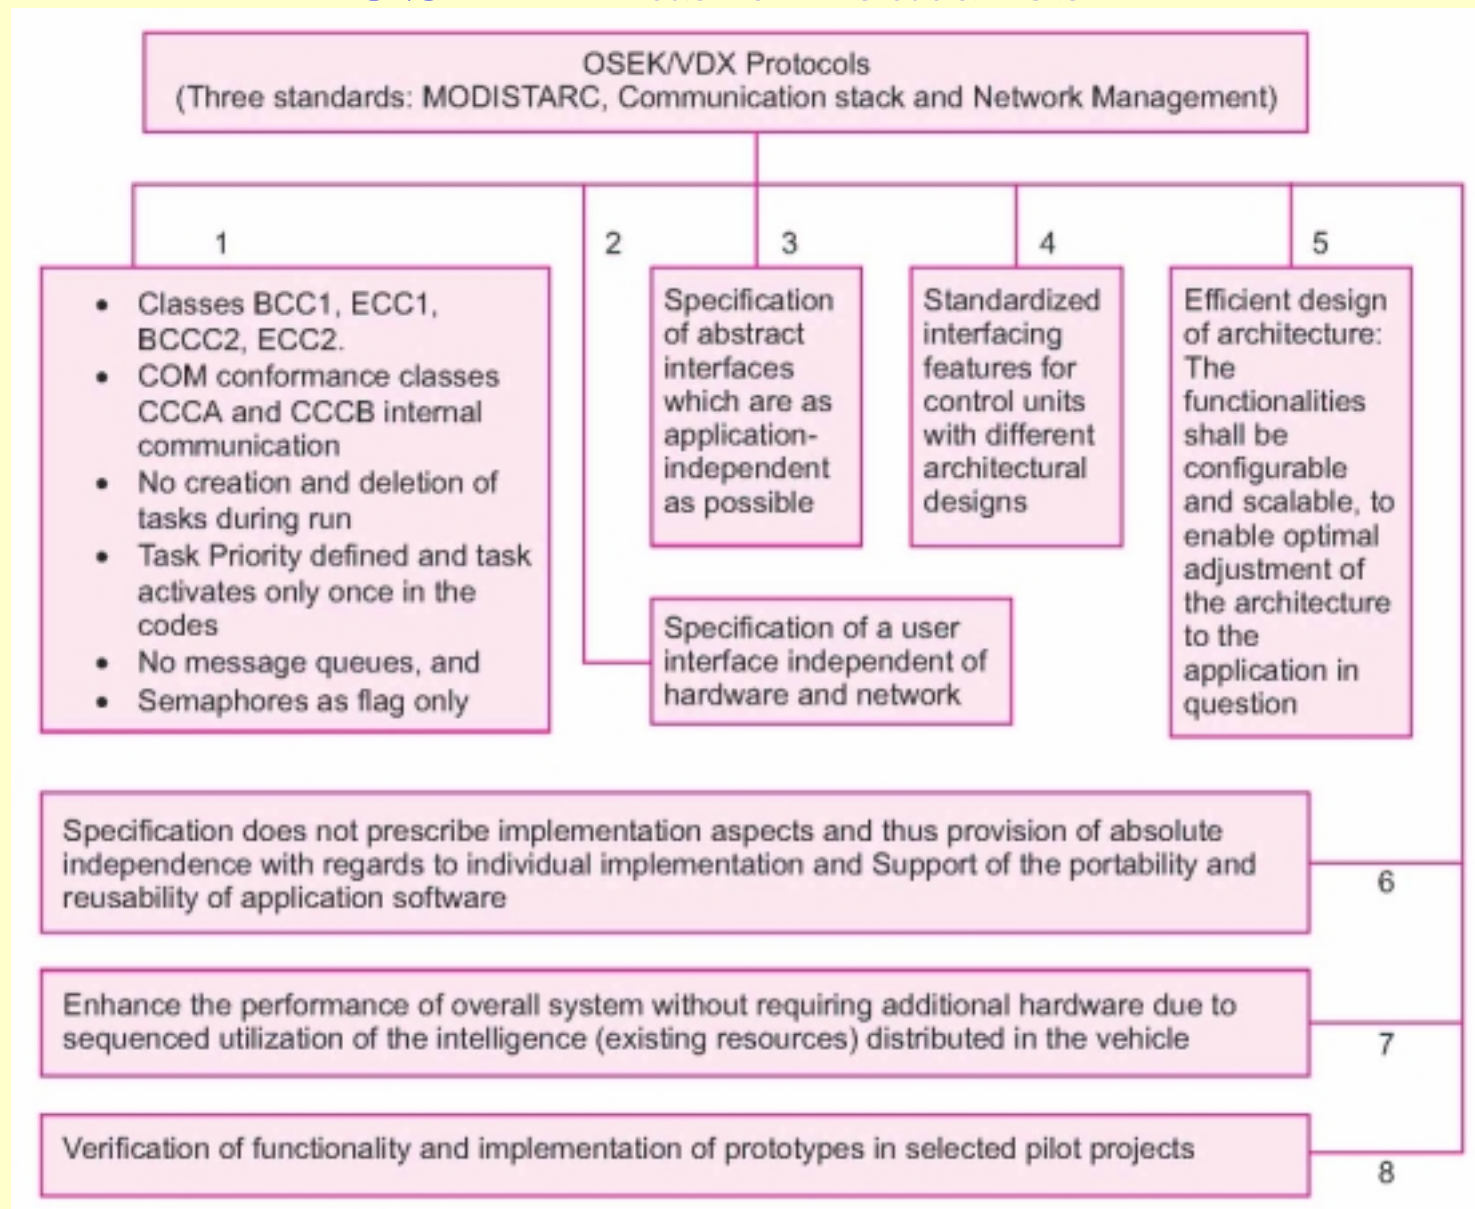 OSEK/VDX Protocols
(Three standards: MODISTARC, Communication stack and Network Management)
1
• Classes BCC1, ECC1,
BCCC2, ECC2.
• COM conformance classes
CCCA and CCCB internal
communication
• No creation and deletion of
tasks during run
• Task Priority defined and task
activates only once in the
codes
• No message queues, and
• Semaphores as flag only
2
Specification of a user
interface independent of
hardware and network
3
Specification
of abstract
interfaces
which are as
application-
independent
as possible
4
Standardized
interfacing
features for
control units
with different
architectural
designs
5
Efficient design
of architecture:
The
functionalities
shall be
configurable
and scalable, to
enable optimal
adjustment of
the architecture
to the
application in
question
Specification does not prescribe implementation aspects and thus provision of absolute
independence with regards to individual implementation and Support of the portability and
reusability of application software
6
Enhance the performance of overall system without requiring additional hardware due to
sequenced utilization of the intelligence (existing resources) distributed in the vehicle
7
Verification of functionality and implementation of prototypes in selected pilot projects
8